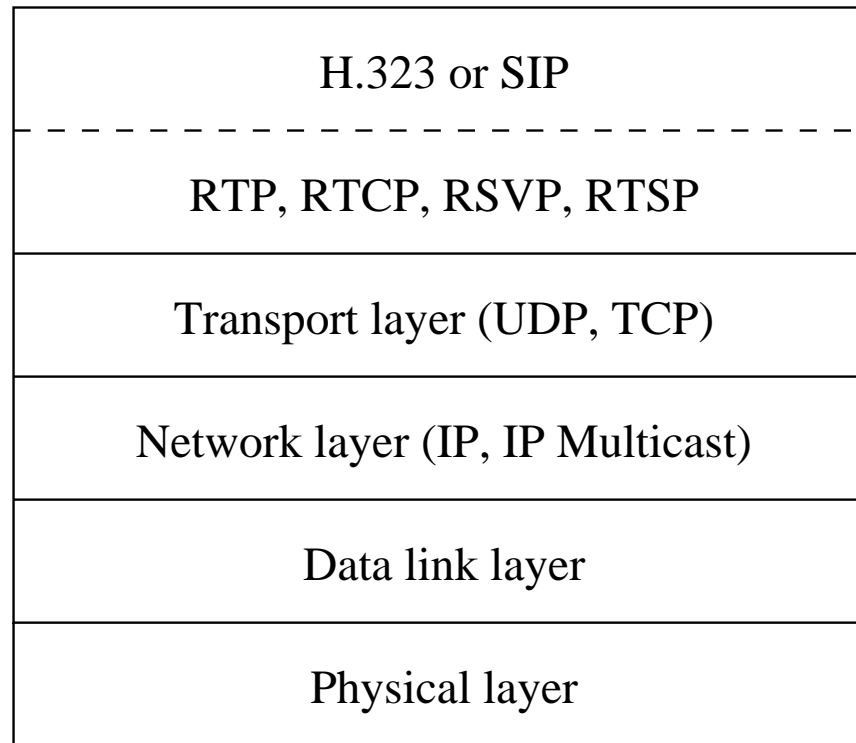 H.323 or SIP
RTP, RTCP, RSVP, RTSP
Transport layer (UDP, TCP)
Network layer (IP, IP Multicast)
Data link layer
Physical layer